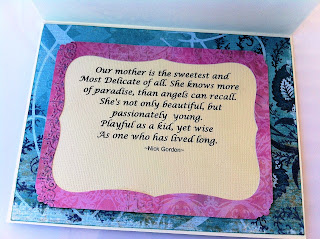 Our mother is the sweetest and
Most Delicate of all. She knows more
of paradise, than angels can recall.
She's not only beautiful, but
passionately young.
Playful as a kid, yet wise
As one who has lived long.
~Nick Gordon~